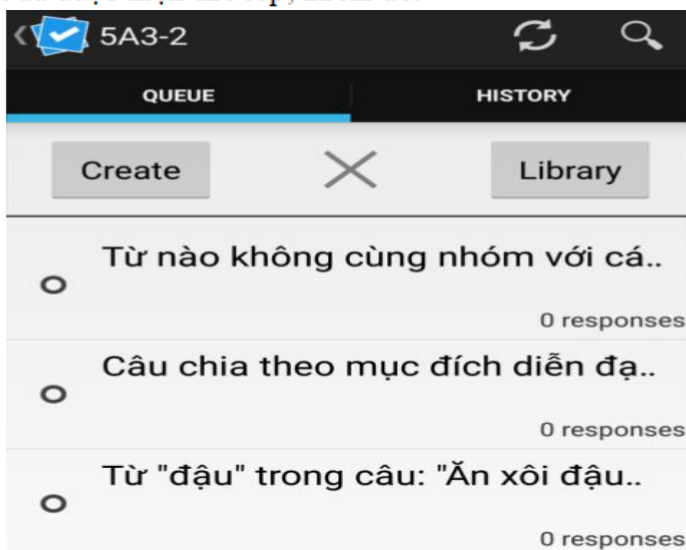 5A3-2
QUEUE HISTORY
Create Library
Từ nào không cùng nhóm với cá..
0 responses
Câu chia theo mục đích diễn đạ..
0 responses
Từ "đậu" trong câu: "Ăn xôi đậu..
0 responses